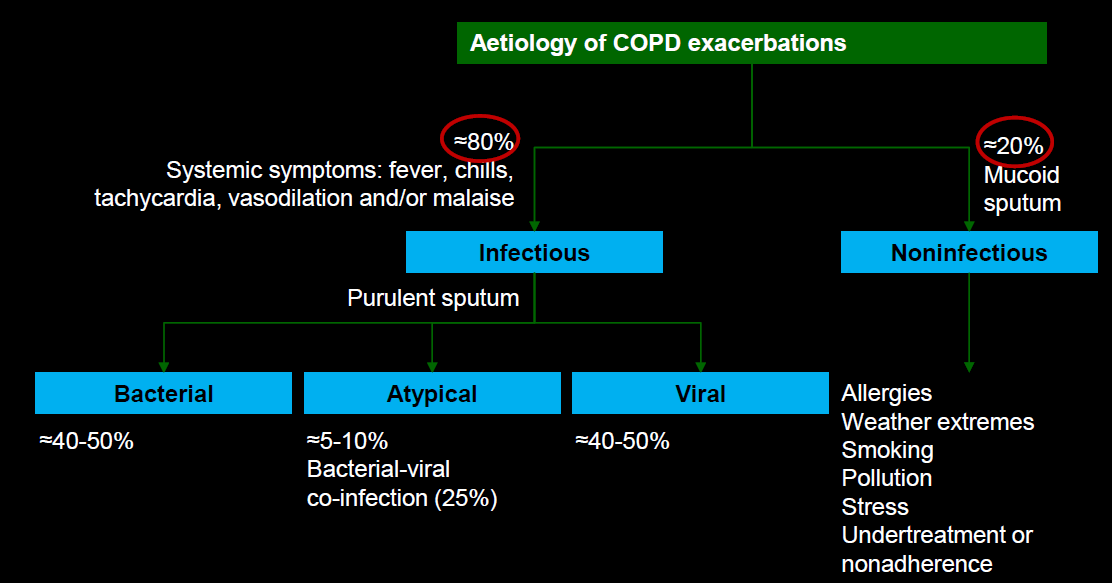 Aetiology of COPD exacerbations
≈80%
Systemic symptoms: fever, chills,
tachycardia, vasodilation and/or malaise
≈20%
Mucoid
sputum
Infectious
Noninfectious
Purulent sputum
Bacterial
Atypical
Viral
≈40-50%
≈5-10%
Bacterial-viral
co-infection (25%)
≈40-50%
Allergies
Weather extremes
Smoking
Pollution
Stress
Undertreatment or
nonadherence